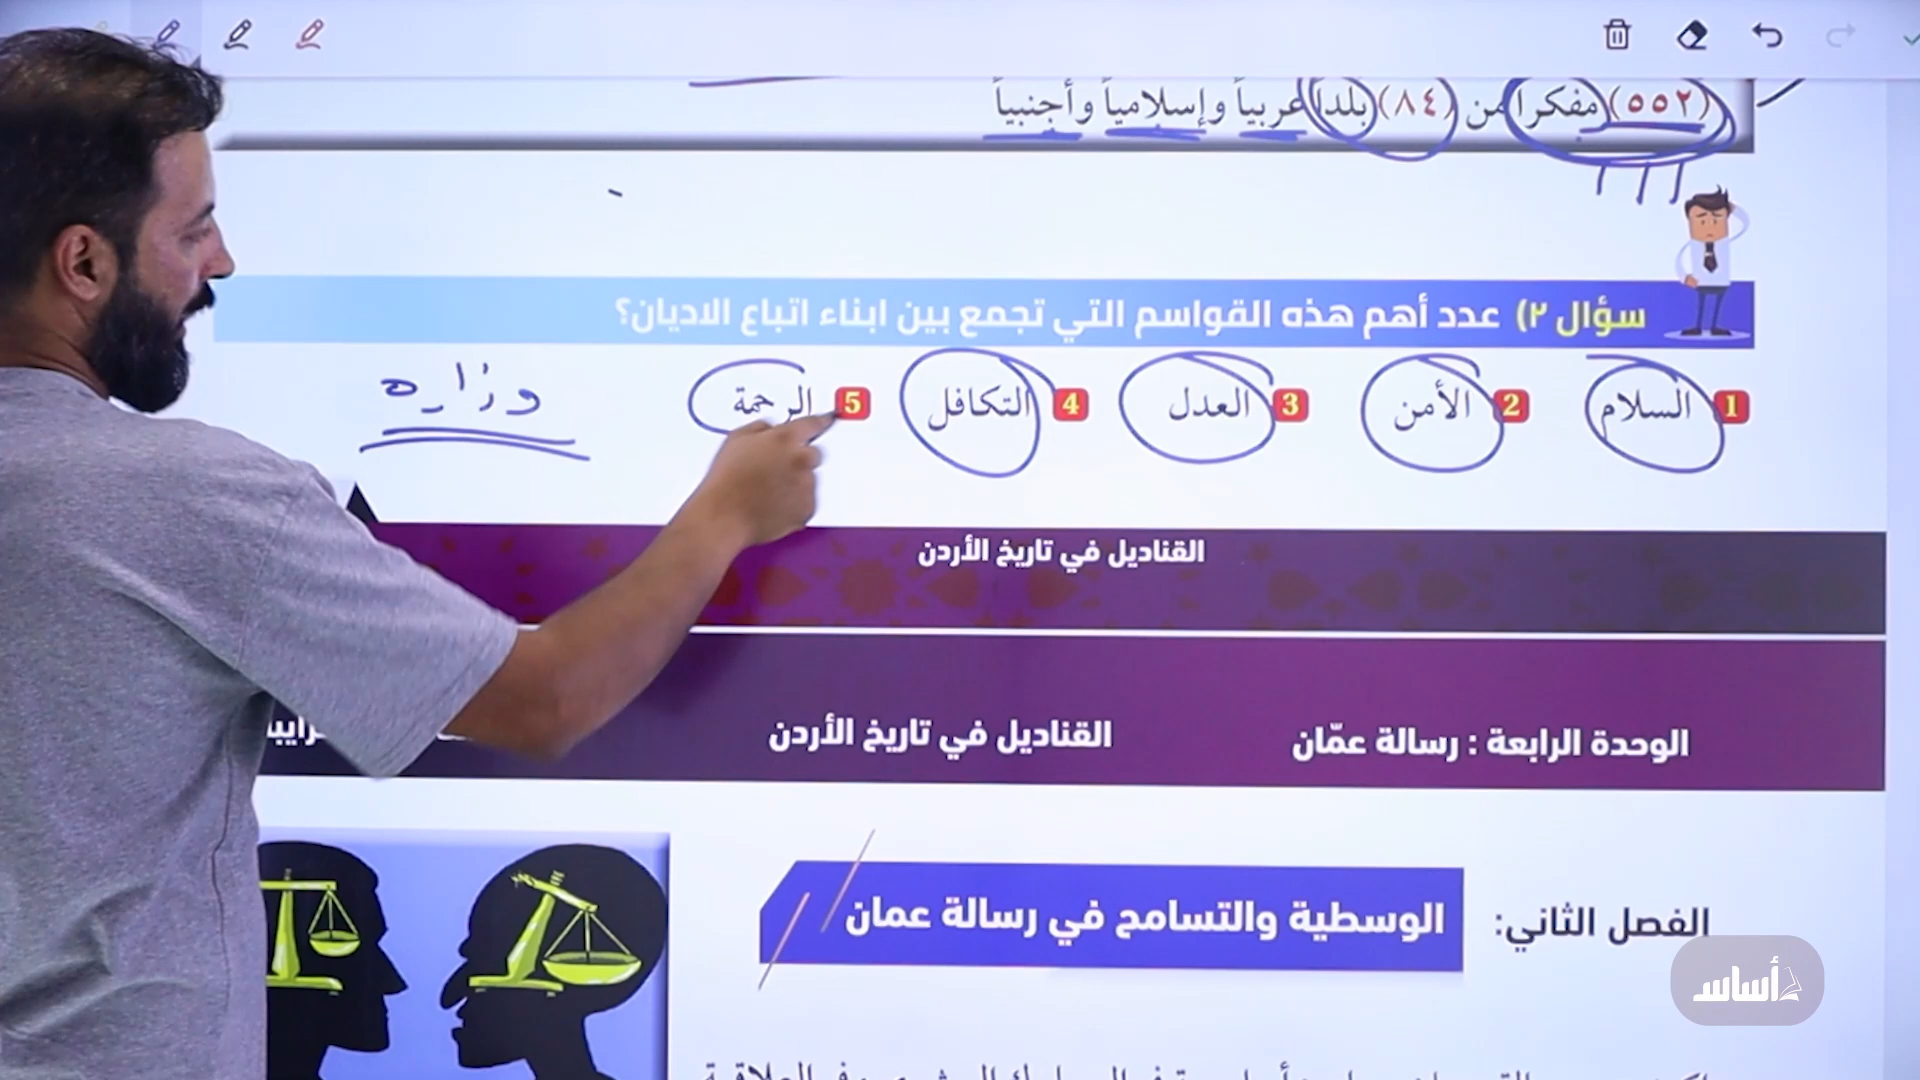 (٥٥٢) مفكرا من (٨٤) بلدا عربياً وإسلامياً وأجنبياً
سؤال ٢) عدد أهم هذه القواسم التي تجمع بين ابناء اتباع الاديان؟
1 السلام 2 الأمن 3 العدل 4 التكافل 5 الرحمة وزاره
القناديل في تاريخ الأردن
الوحدة الرابعة : رسالة عمّان القناديل في تاريخ الأردن
الفصل الثاني: الوسطية والتسامح في رسالة عمان
أساس